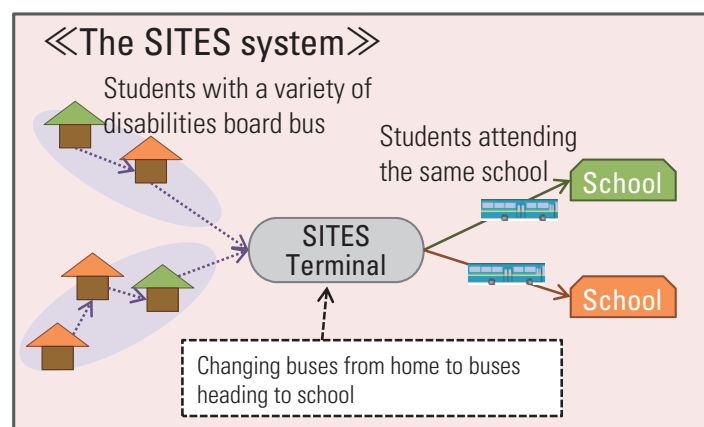 ≪The SITES system≫
Students with a variety of
disabilities board bus
Students attending
the same school
School
SITES
Terminal
School
Changing buses from home to buses
heading to school